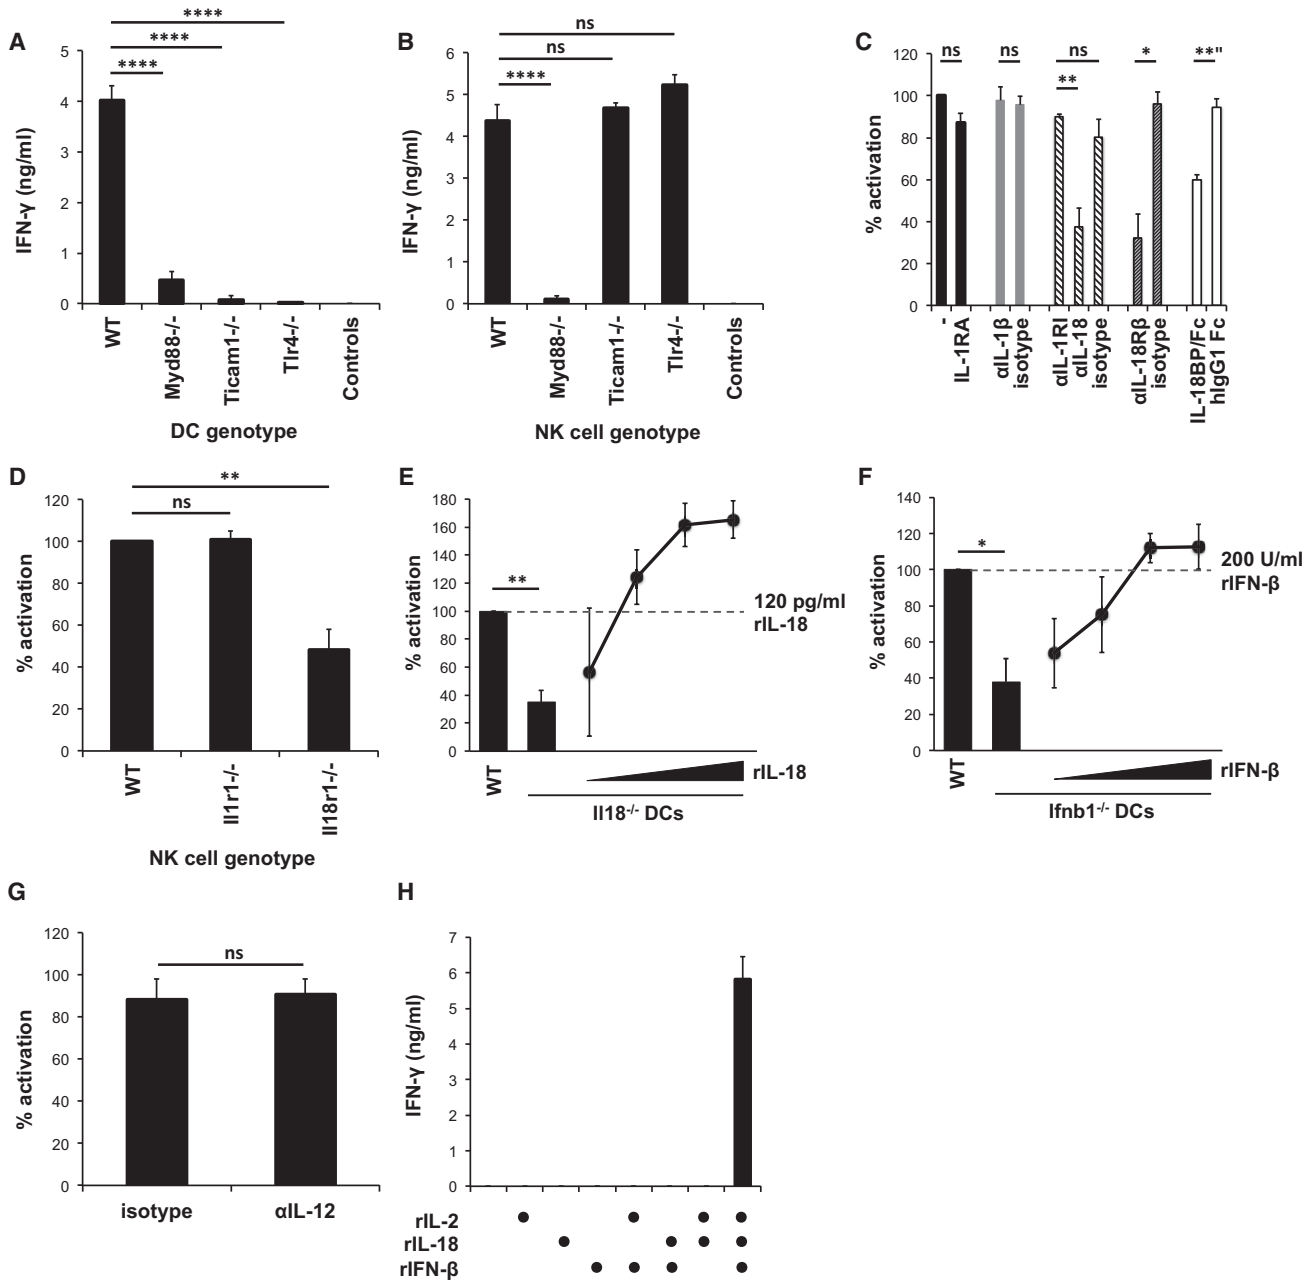 A
****
****
****
5
4
3
2
1
0
IFN-γ (ng/ml)
WT
Myd88-/-
Ticam1-/-
Tlr4-/-
Controls
DC genotype
B
ns
ns
****
6
5
4
3
2
1
0
IFN-γ (ng/ml)
WT
Myd88-/-
Ticam1-/-
Tlr4-/-
Controls
NK cell genotype
C
ns
ns
ns
**
*
**"
120
100
80
60
40
20
0
% activation
-
IL-1RA
αIL-1β
isotype
αIL-1RI
αIL-18
isotype
αIL-18Rβ
isotype
IL-18BP/Fc
hIgG1 Fc
D
**
ns
120
100
80
60
40
20
0
% activation
WT
Il1r1-/-
Il18r1-/-
NK cell genotype
E
**
180
160
140
120
100
80
60
40
20
0
% activation
120 pg/ml
rIL-18
WT
rIL-18
Il18-/- DCs
F
*
140
120
100
80
60
40
20
0
% activation
200 U/ml
rIFN-β
WT
rIFN-β
Ifnb1-/- DCs
G
ns
120
100
80
60
40
20
0
% activation
isotype
αIL-12
H
7
6
5
4
3
2
1
0
IFN-γ (ng/ml)
rIL-2
rIL-18
rIFN-β